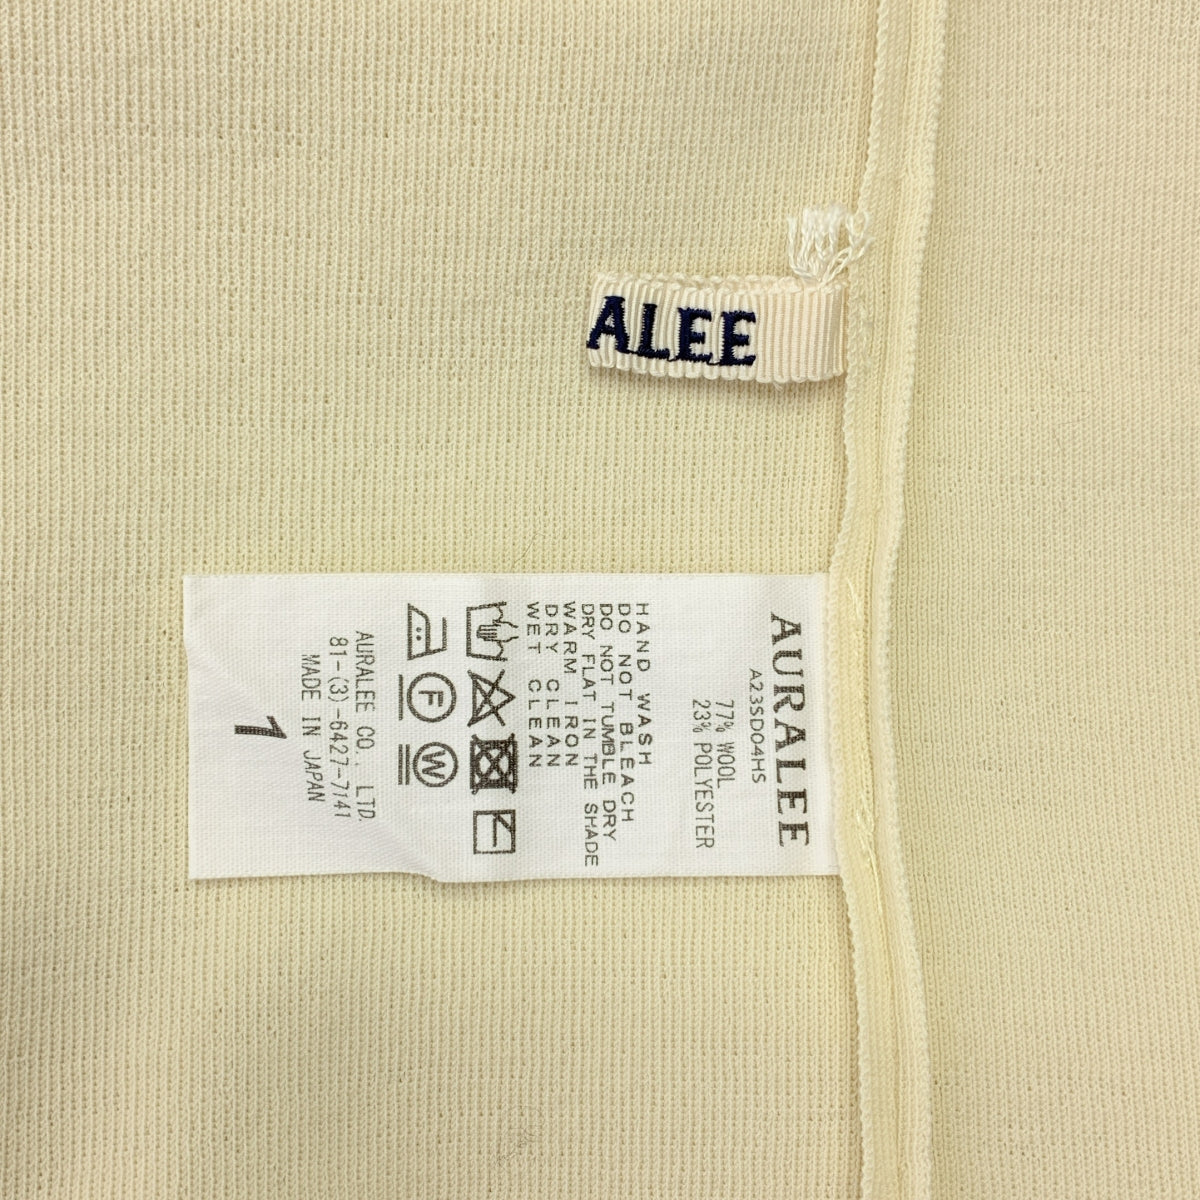 ALEE
AURALEE
A23SD04HS
77% WOOL
23% POLYESTER
HAND WASH
DO NOT BLEACH
DO NOT TUMBLE DRY
DRY FLAT IN THE SHADE
WARM IRON
DRY CLEAN
WET CLEAN
F
W
AURALEE CO., LTD.
81-(3)-6427-7141
MADE IN JAPAN
1